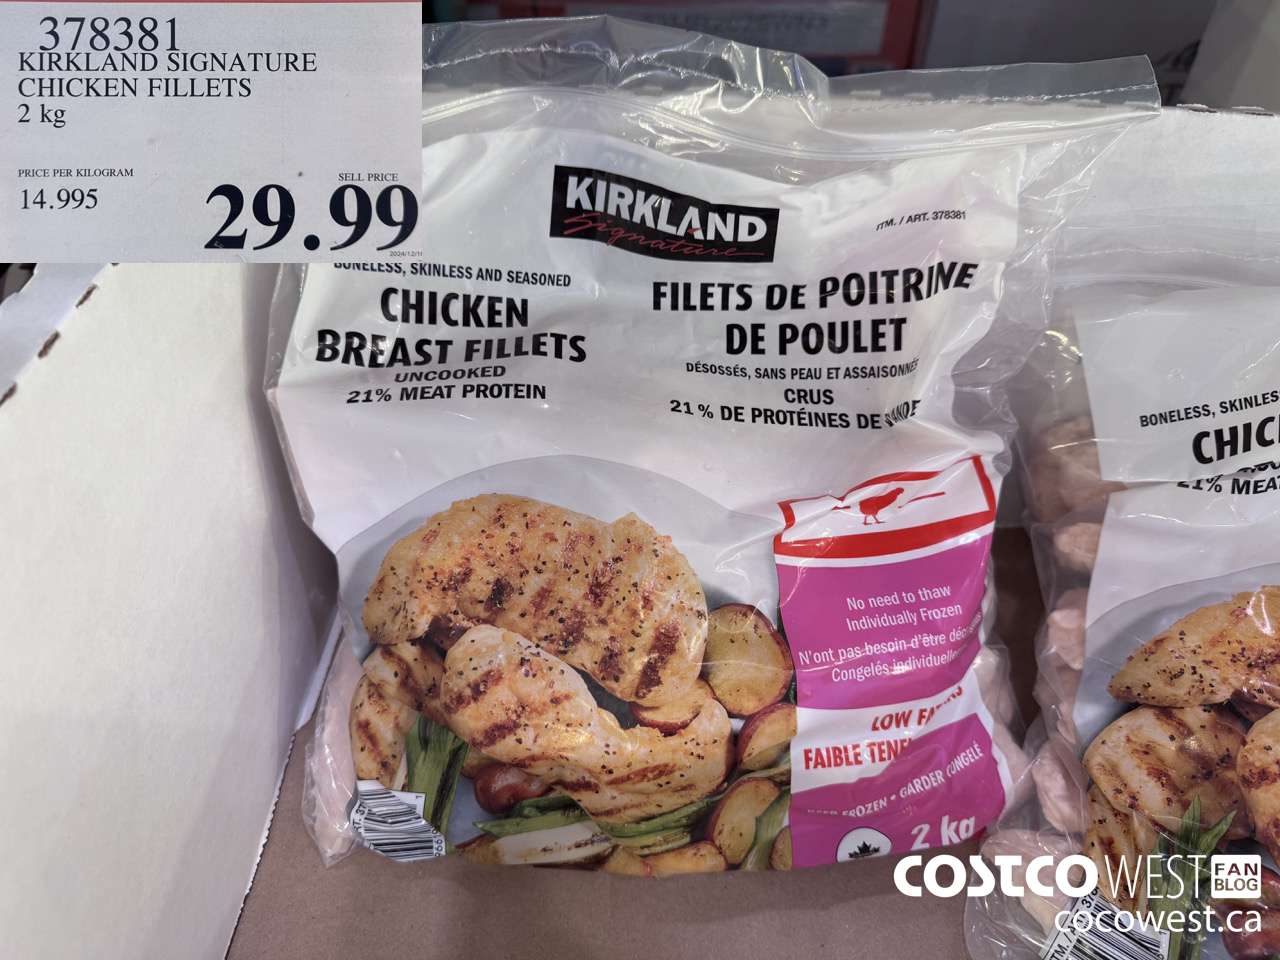 378381
KIRKLAND SIGNATURE
CHICKEN FILLETS
2 kg
PRICE PER KILOGRAM
14.995
SELL PRICE
29.99
KIRKLAND
Signature
ITM. / ART. 378381
BONELESS, SKINLESS AND SEASONED
CHICKEN
BREAST FILLETS
UNCOOKED
21% MEAT PROTEIN
FILETS DE POITRINE
DE POULET
DÉSOSSÉS, SANS PEAU ET ASSAISONNÉS
CRUS
21 % DE PROTÉINES DE
No need to thaw
Individually Frozen
N'ont pas besoin d'être
Congelés
LOW
FAIBLE
FROZEN • GARDER CONGELÉ
2 kg
BONELESS,
21% MEAT
COSTCO WEST FAN BLOG
cocowest.ca